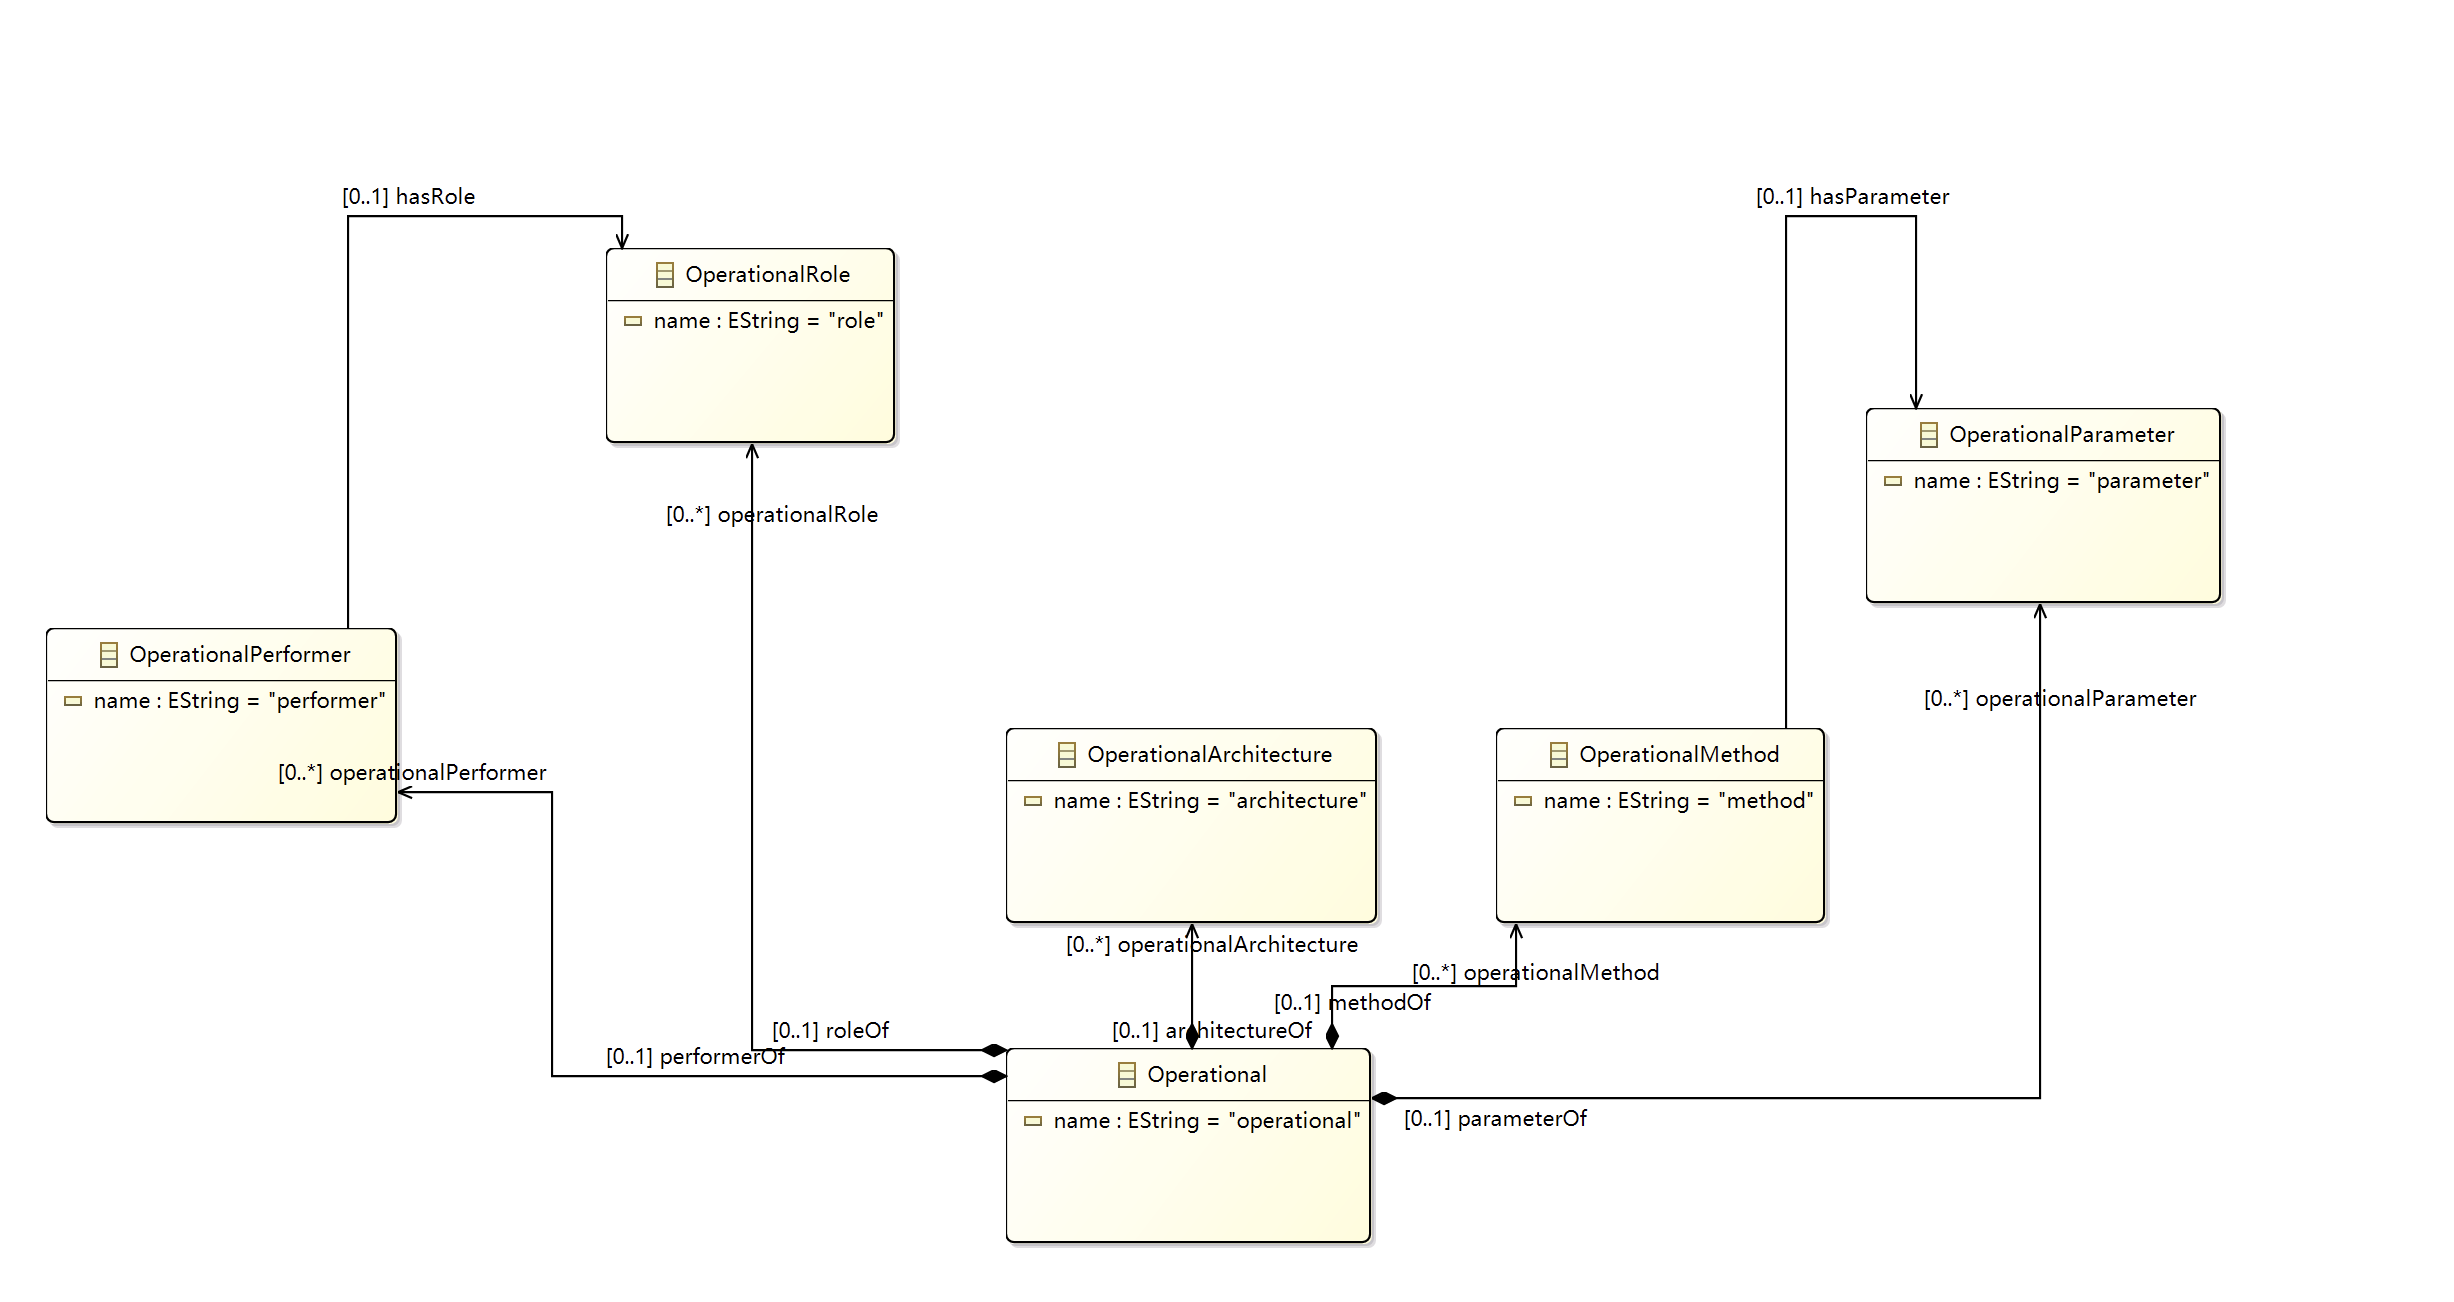 [0..1] hasRole
[0..1] hasParameter
OperationalRole
name : EString = "role"
OperationalParameter
name : EString = "parameter"
[0..*] operationalRole
OperationalPerformer
name : EString = "performer"
[0..*] operationalParameter
[0..*] operationalPerformer
OperationalArchitecture
name : EString = "architecture"
OperationalMethod
name : EString = "method"
[0..*] operationalArchitecture
[0..*] operationalMethod
[0..1] methodOf
[0..1] roleOf
[0..1] architectureOf
[0..1] performerOf
Operational
name : EString = "operational"
[0..1] parameterOf